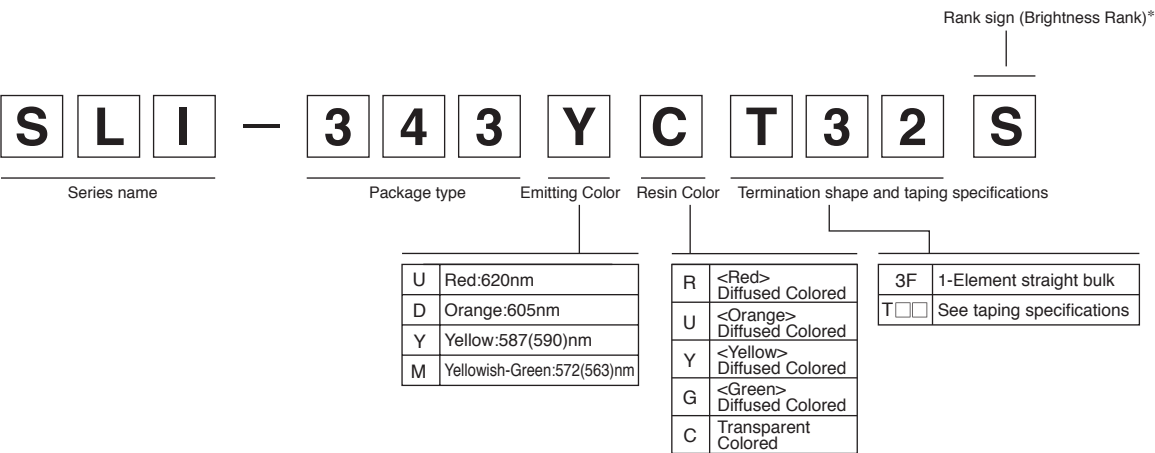 Rank sign (Brightness Rank)*
S L I — 3 4 3 Y C T 3 2 S
Series name
Package type
Emitting Color
Resin Color
Termination shape and taping specifications
U Red:620nm
D Orange:605nm
Y Yellow:587(590)nm
M Yellowish-Green:572(563)nm
R <Red>
Diffused Colored
U <Orange>
Diffused Colored
Y <Yellow>
Diffused Colored
G <Green>
Diffused Colored
C Transparent
Colored
3F 1-Element straight bulk
T□□ See taping specifications